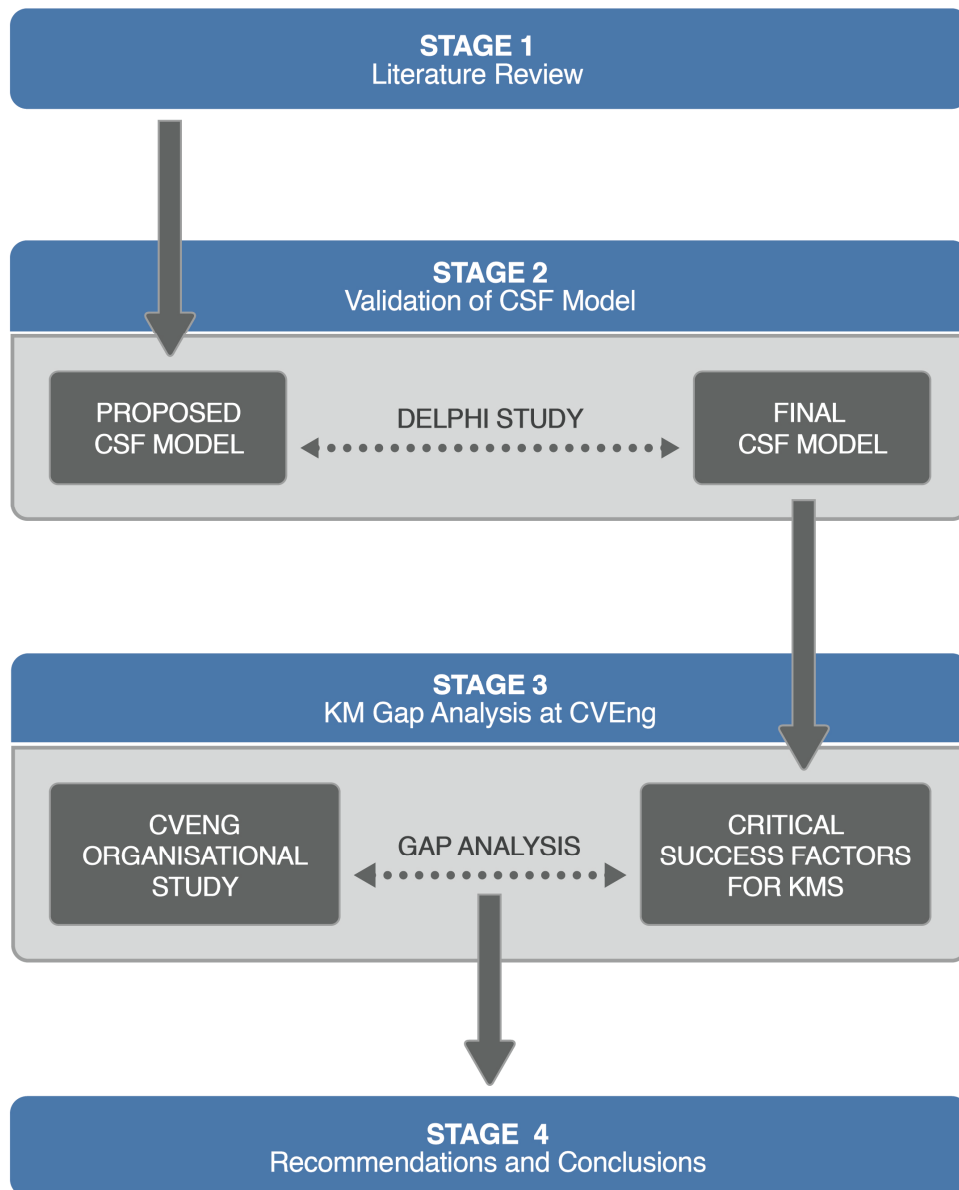 STAGE 1
Literature Review
STAGE 2
Validation of CSF Model
PROPOSED
CSF MODEL
DELPHI STUDY
FINAL
CSF MODEL
STAGE 3
KM Gap Analysis at CVEng
CVENG
ORGANISATIONAL
STUDY
GAP ANALYSIS
CRITICAL
SUCCESS FACTORS
FOR KMS
STAGE 4
Recommendations and Conclusions